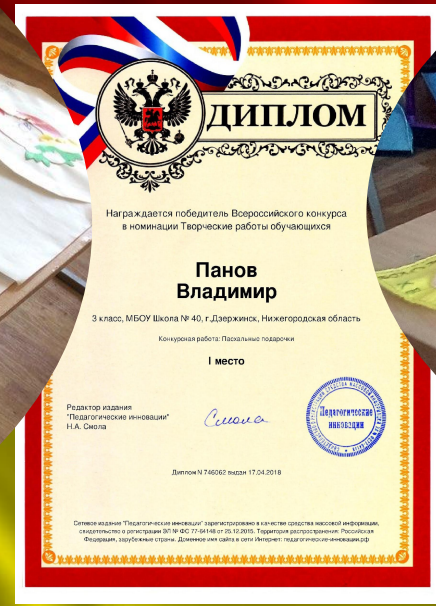 ДИПЛОМ
Награждается победитель Всероссийского конкурса
в номинации Творческие работы обучающихся
Панов
Владимир
3 класс, МБОУ Школа № 40, г.Дзержинск, Нижегородская область
Конкурсная работа: Пасхальные подарочки
I место
Редактор издания
"Педагогические инновации"
Н.А. Смола
Смола
Педагогические
инновации
Диплом N 746062 выдан 17.04.2018
Сетевое издание "Педагогические инновации" зарегистрировано в качестве средства массовой информации,
свидетельство о регистрации ЭЛ № ФС 77-64146 от 25.12.2015. Территория распространения: Российская
Федерация, зарубежные страны. Доменное имя сайта в сети Интернет: педагогические-инновации.рф